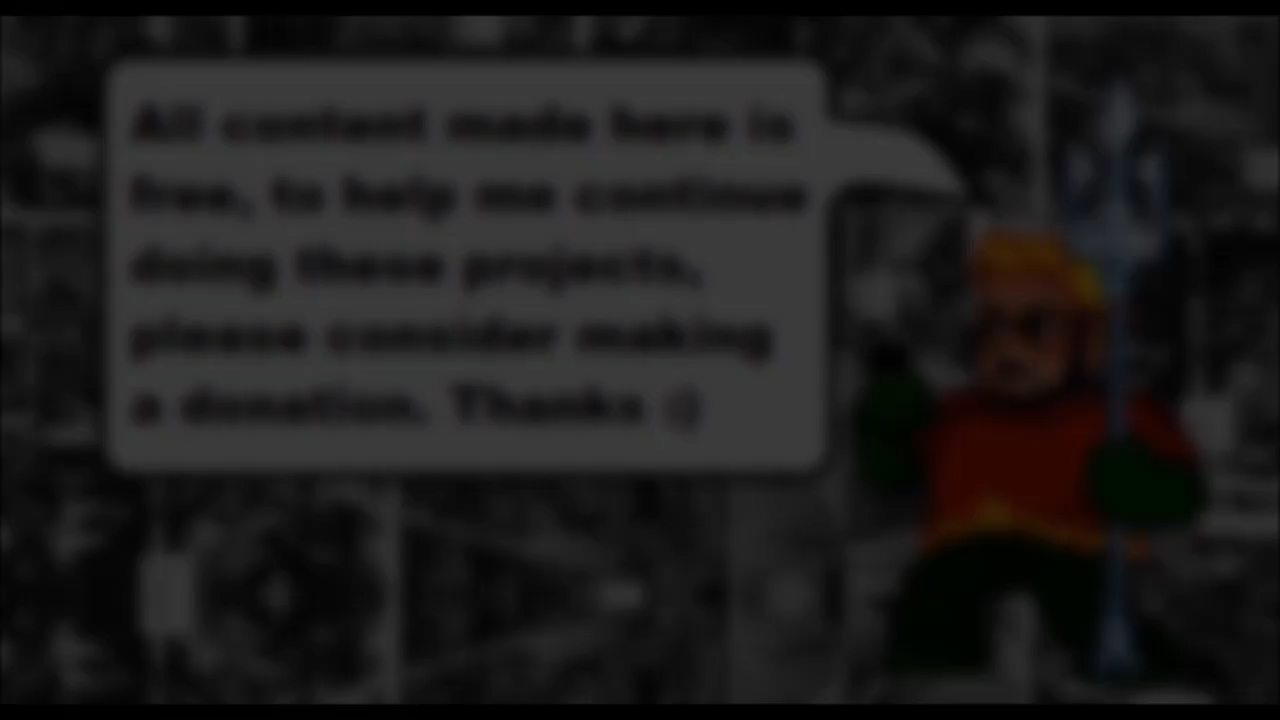 All content made here is
free, to help me continue
doing these projects,
please consider making
a donation. Thanks :)